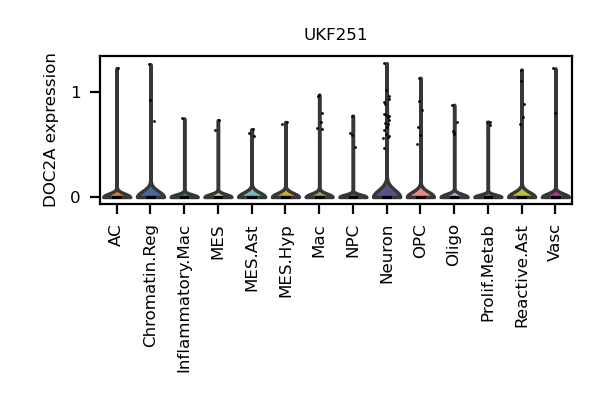 UKF251
DOC2A expression
1
0
AC
Chromatin.Reg
Inflammatory.Mac
MES
MES.Ast
MES.Hyp
Mac
NPC
Neuron
OPC
Oligo
Prolif.Metab
Reactive.Ast
Vasc